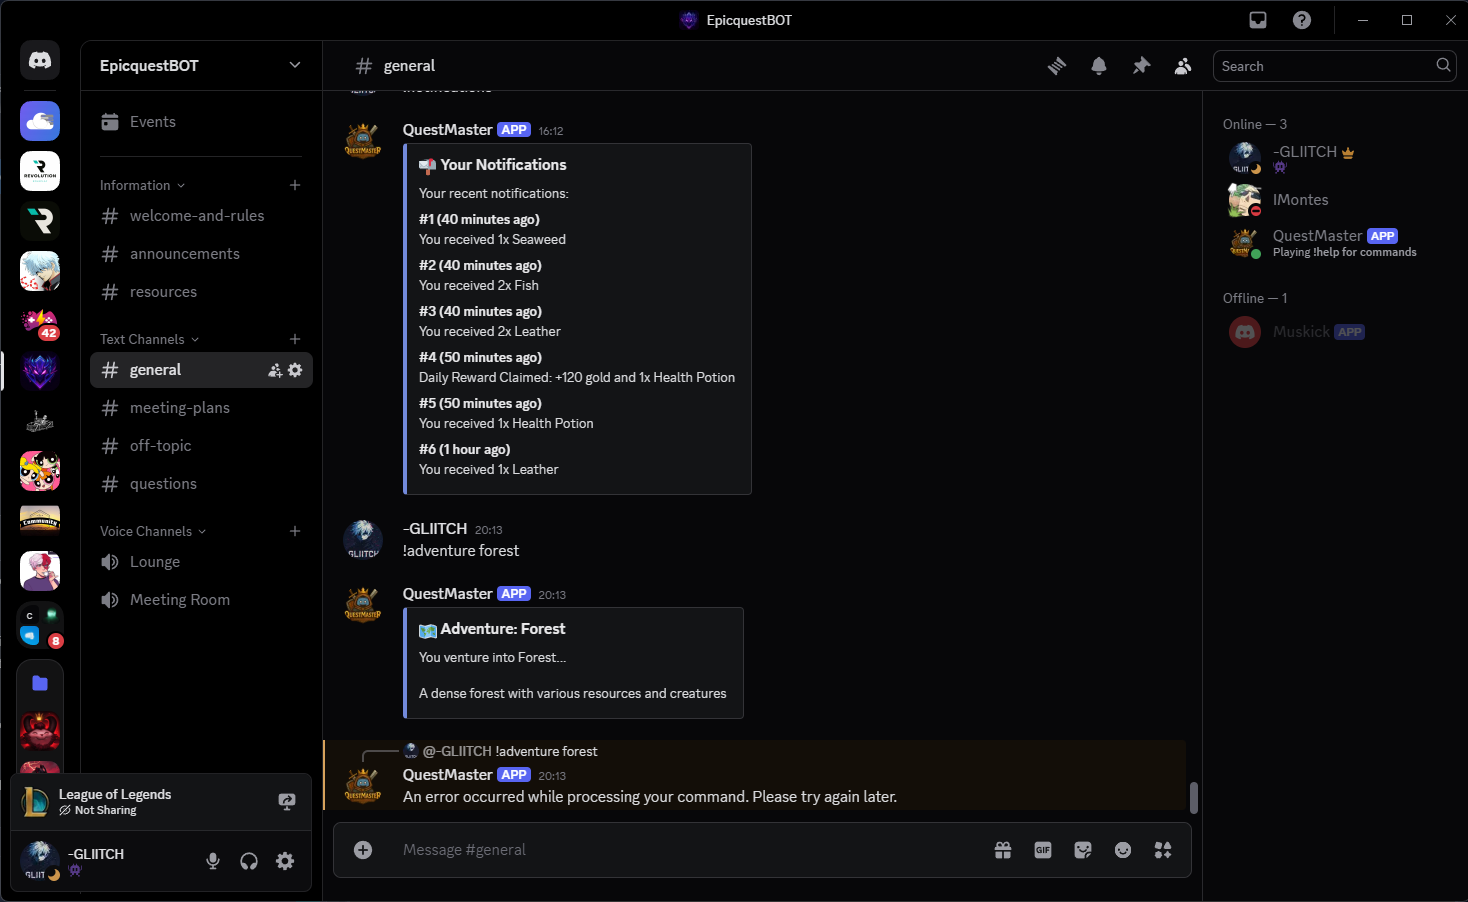 EpicquestBOT
EpicquestBOT
Events
Information
welcome-and-rules
announcements
resources
Text Channels
general
meeting-plans
off-topic
questions
Voice Channels
Lounge
Meeting Room
REVOLUTION
42
Community
C
8
League of Legends
Not Sharing
-GLIITCH
GLIIT
general
Search
QuestMaster APP 16:12
QUESTMASTER
Your Notifications
Your recent notifications:
#1 (40 minutes ago)
You received 1x Seaweed
#2 (40 minutes ago)
You received 2x Fish
#3 (40 minutes ago)
You received 2x Leather
#4 (50 minutes ago)
Daily Reward Claimed: +120 gold and 1x Health Potion
#5 (50 minutes ago)
You received 1x Health Potion
#6 (1 hour ago)
You received 1x Leather
-GLIITCH 20:13
GLIITCH
!adventure forest
QuestMaster APP 20:13
QUESTMASTER
Adventure: Forest
You venture into Forest...
A dense forest with various resources and creatures
@-GLIITCH !adventure forest
QuestMaster APP 20:13
QUESTMASTER
An error occurred while processing your command. Please try again later.
Message #general
GIF
Online — 3
-GLIITCH
GLIIT
IMontes
QuestMaster APP
Playing !help for commands
Offline — 1
Muskick APP